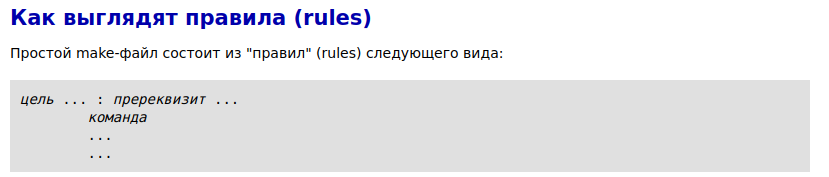 Как выглядят правила (rules)
Простой make-файл состоит из "правил" (rules) следующего вида:
цель ... : пререквизит ...
команда
...
...